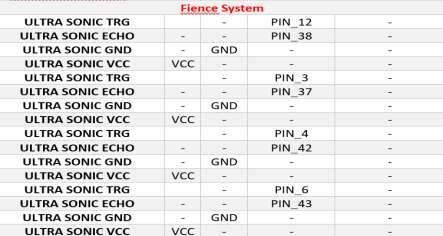 Fience System
ULTRA SONIC TRG - PIN_12 -
ULTRA SONIC ECHO - - PIN_38 -
ULTRA SONIC GND - GND - -
ULTRA SONIC VCC VCC - - -
ULTRA SONIC TRG - PIN_3 -
ULTRA SONIC ECHO - - PIN_37 -
ULTRA SONIC GND - GND - -
ULTRA SONIC VCC VCC - - -
ULTRA SONIC TRG - PIN_4 -
ULTRA SONIC ECHO - - PIN_42 -
ULTRA SONIC GND - GND - -
ULTRA SONIC VCC VCC - - -
ULTRA SONIC TRG - PIN_6 -
ULTRA SONIC ECHO - - PIN_43 -
ULTRA SONIC GND - GND - -
ULTRA SONIC VCC VCC - - -